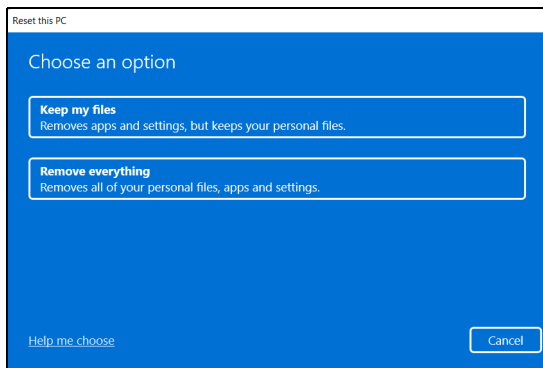 Reset this PC
Choose an option
Keep my files
Removes apps and settings, but keeps your personal files.
Remove everything
Removes all of your personal files, apps and settings.
Help me choose
Cancel